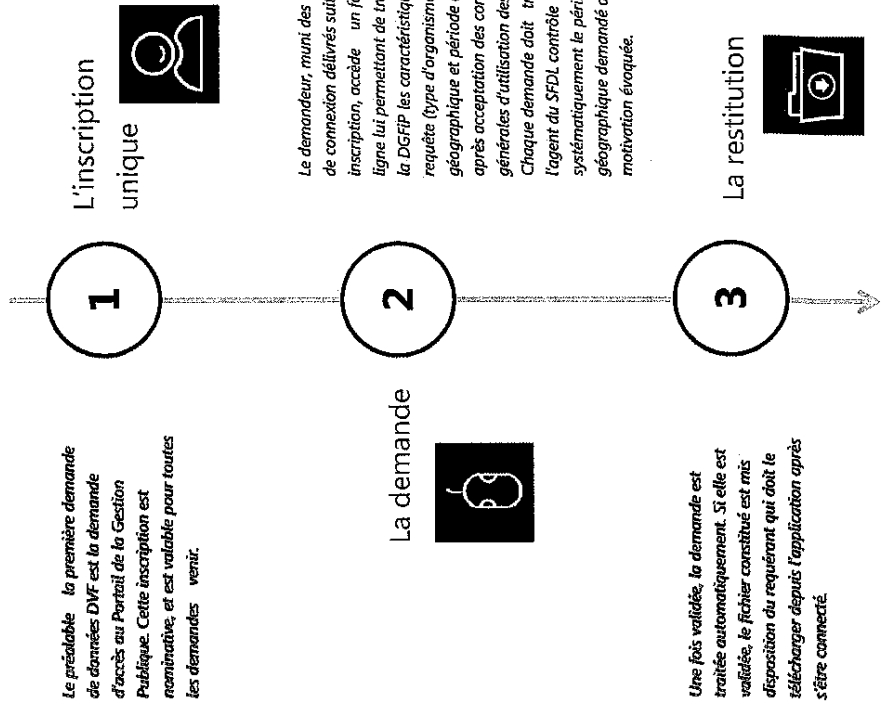 1
L'inscription
unique
Le préalable la première demande
de données DVF est la demande
d'accès au Portail de la Gestion
Publique. Cette inscription est
nominative, et est valable pour toutes
les demandes venir.
2
La demande
Le demandeur, muni des
de connexion délivrés sui
inscription, accède un fo
ligne lui permettant de tr
la DGFiP les caractéristiqu
requête (type d'organisme
géographique et période
après acceptation des con
générales d'utilisation des
Chaque demande doit tr
l'agent du SFDL contrôle
systématiquement le péri
géographique demandé
motivation évoquée.
3
La restitution
Une fois validée, la demande est
traitée automatiquement. Si elle est
validée, le fichier constitué est mis
disposition du requérant qui doit le
télécharger depuis l'application après
s'être connecté.